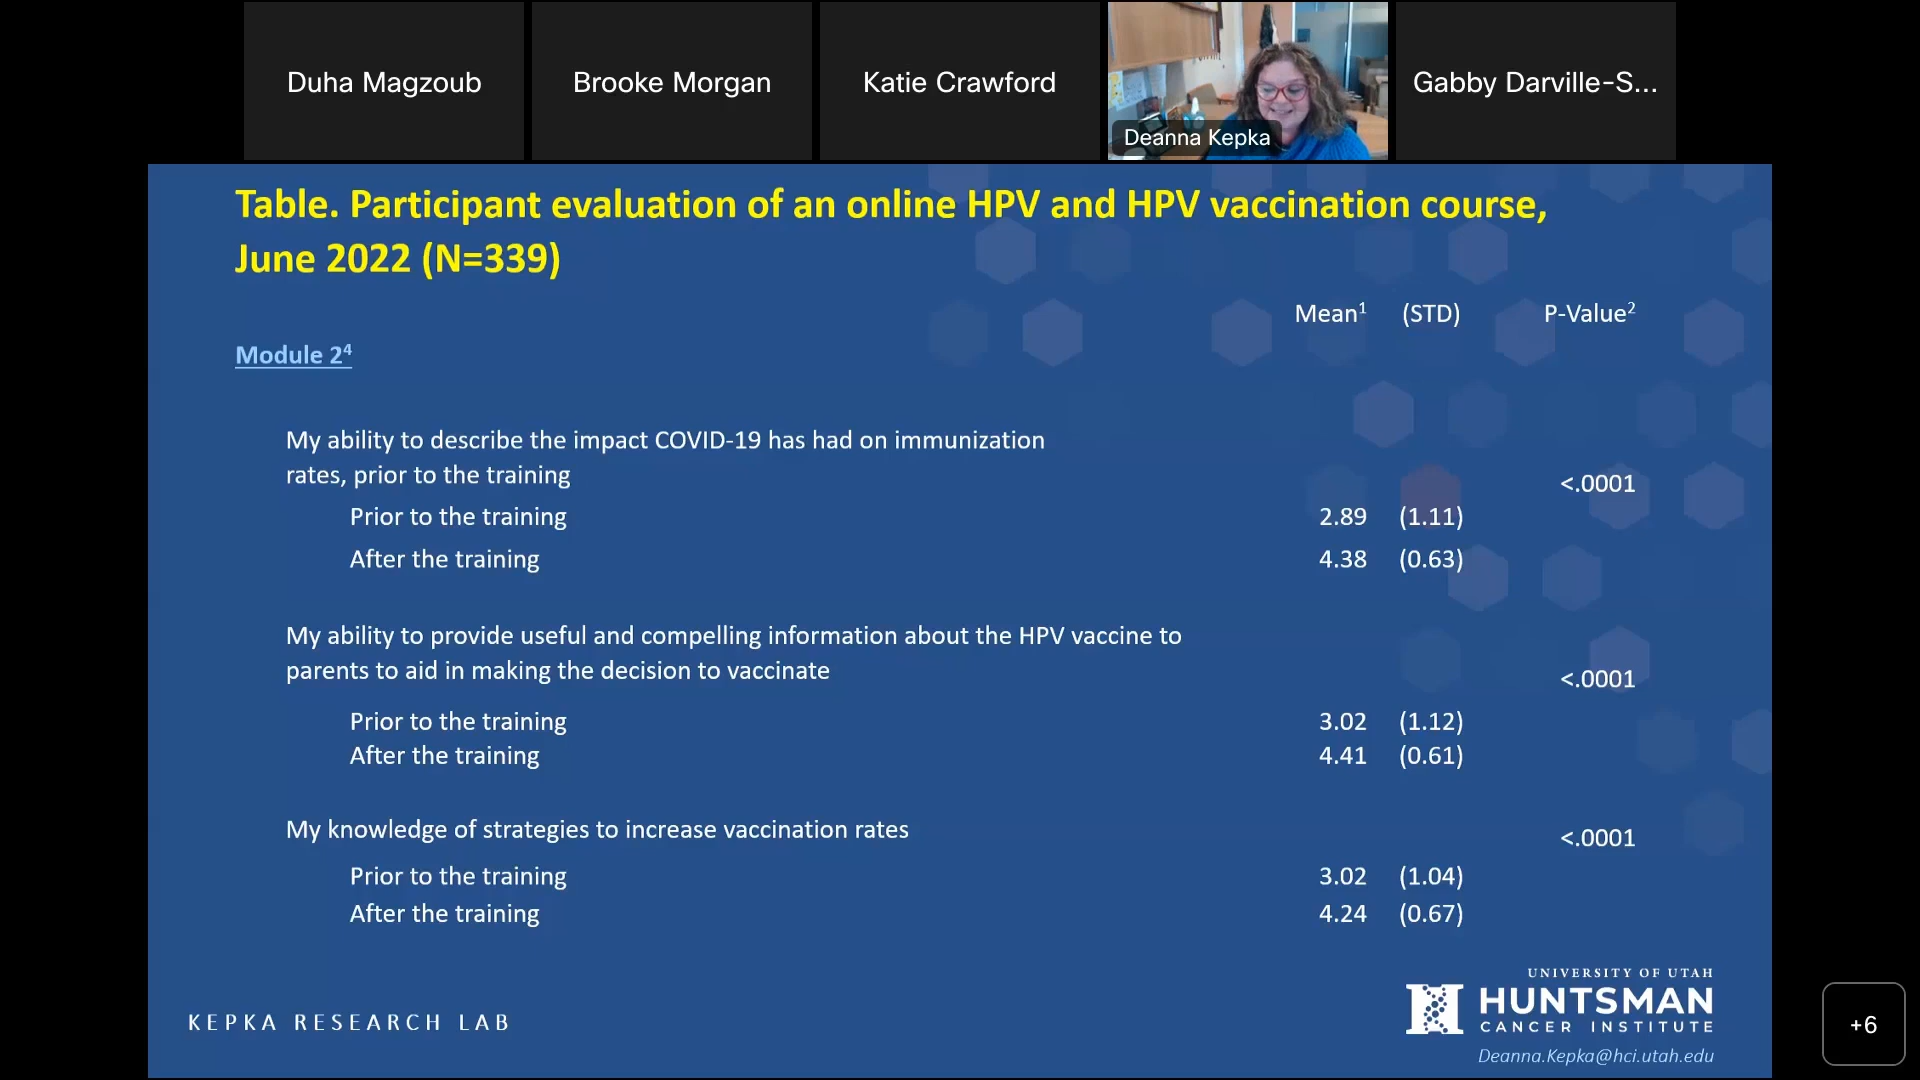 Duha Magzoub
Brooke Morgan
Katie Crawford
Deanna Kepka
Gabby Darville-S...
Table. Participant evaluation of an online HPV and HPV vaccination course,
June 2022 (N=339)
Mean¹ (STD) P-Value²
Module 2⁴
My ability to describe the impact COVID-19 has had on immunization
rates, prior to the training
<.0001
Prior to the training 2.89 (1.11)
After the training 4.38 (0.63)
My ability to provide useful and compelling information about the HPV vaccine to
parents to aid in making the decision to vaccinate
<.0001
Prior to the training 3.02 (1.12)
After the training 4.41 (0.61)
My knowledge of strategies to increase vaccination rates <.0001
Prior to the training 3.02 (1.04)
After the training 4.24 (0.67)
KEPKA RESEARCH LAB
UNIVERSITY OF UTAH
HUNTSMAN
CANCER INSTITUTE
Deanna.Kepka@hci.utah.edu
+6